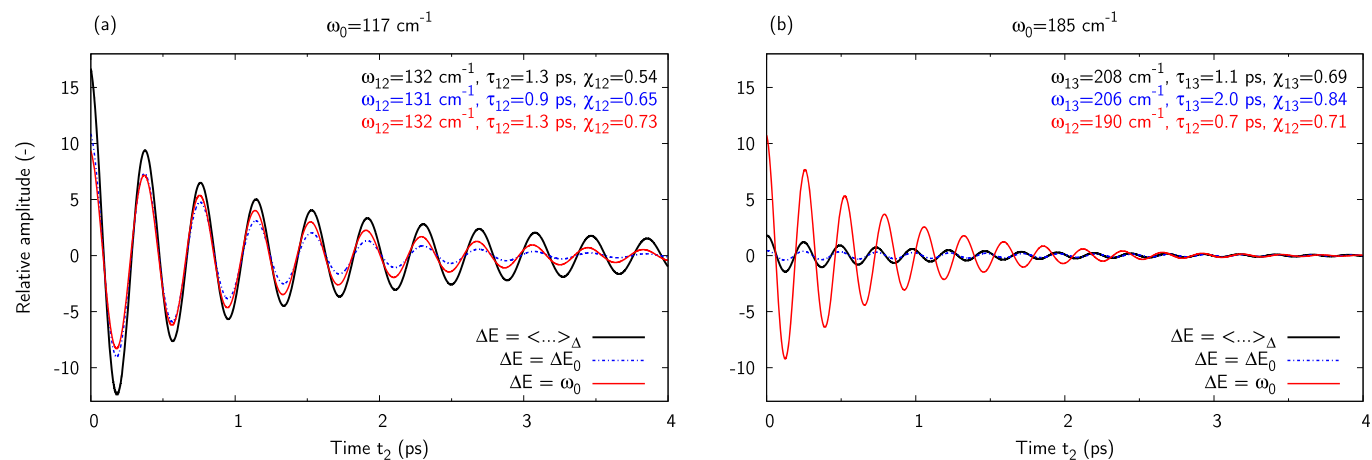 (a)
ω0=117 cm-1
ω12=132 cm-1, τ12=1.3 ps, χ12=0.54
ω12=131 cm-1, τ12=0.9 ps, χ12=0.65
ω12=132 cm-1, τ12=1.3 ps, χ12=0.73
Relative amplitude (-)
15
10
5
0
-5
-10
ΔE = <...>Δ
ΔE = ΔE0
ΔE = ω0
0 1 2 3 4
Time t2 (ps)
(b)
ω0=185 cm-1
ω13=208 cm-1, τ13=1.1 ps, χ13=0.69
ω13=206 cm-1, τ13=2.0 ps, χ13=0.84
ω12=190 cm-1, τ12=0.7 ps, χ12=0.71
15
10
5
0
-5
-10
ΔE = <...>Δ
ΔE = ΔE0
ΔE = ω0
0 1 2 3 4
Time t2 (ps)